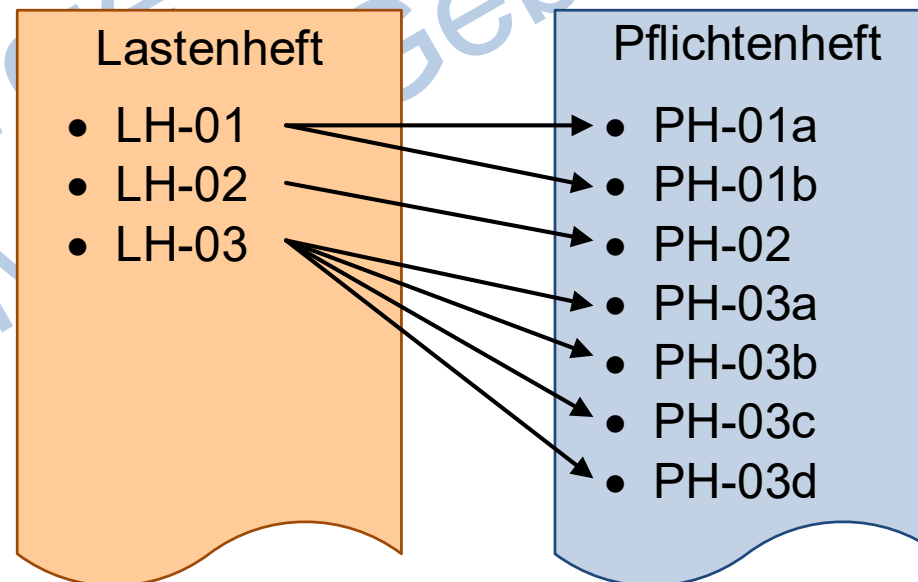 Lastenheft
• LH-01
• LH-02
• LH-03
Pflichtenheft
• PH-01a
• PH-01b
• PH-02
• PH-03a
• PH-03b
• PH-03c
• PH-03d